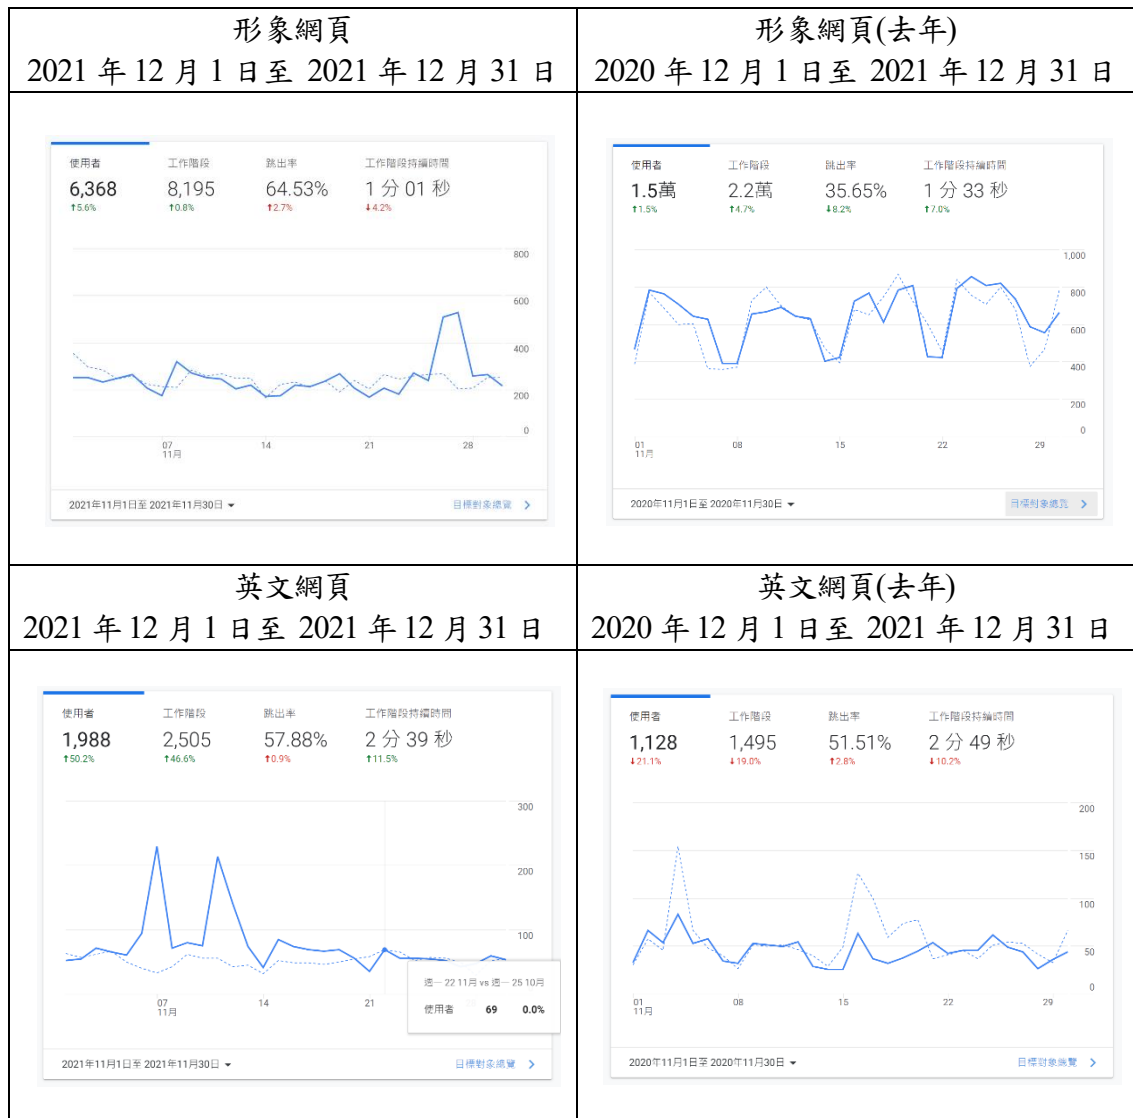 形象網頁
2021 年 12 月 1 日至 2021 年 12 月 31 日
形象網頁(去年)
2020 年 12 月 1 日至 2021 年 12 月 31 日
使用者 工作階段 跳出率 工作階段持續時間
6,368 8,195 64.53% 1 分 01 秒
↑5.6% ↑0.8% ↑2.7% ↓4.2%
800
600
400
200
0
07 14 21 28
11月
2021年11月1日至 2021年11月30日 目標對象總覽
使用者 工作階段 跳出率 工作階段持續時間
1.5萬 2.2萬 35.65% 1 分 33 秒
↑1.5% ↑4.7% ↓8.2% ↑7.0%
1,000
800
600
400
200
0
01 08 15 22 29
11月
2020年11月1日至 2020年11月30日 目標對象總覽
英文網頁
2021 年 12 月 1 日至 2021 年 12 月 31 日
英文網頁(去年)
2020 年 12 月 1 日至 2021 年 12 月 31 日
使用者 工作階段 跳出率 工作階段持續時間
1,988 2,505 57.88% 2 分 39 秒
↑50.2% ↑46.6% ↑0.9% ↑11.5%
300
200
100
07 14 21
11月
週一 22 11月 vs 週一 25 10月
使用者 69 0.0%
2021年11月1日至 2021年11月30日 目標對象總覽
使用者 工作階段 跳出率 工作階段持續時間
1,128 1,495 51.51% 2 分 49 秒
↓21.1% ↓19.0% ↑2.8% ↓10.2%
200
150
100
50
0
01 08 15 22 29
11月
2020年11月1日至 2020年11月30日 目標對象總覽